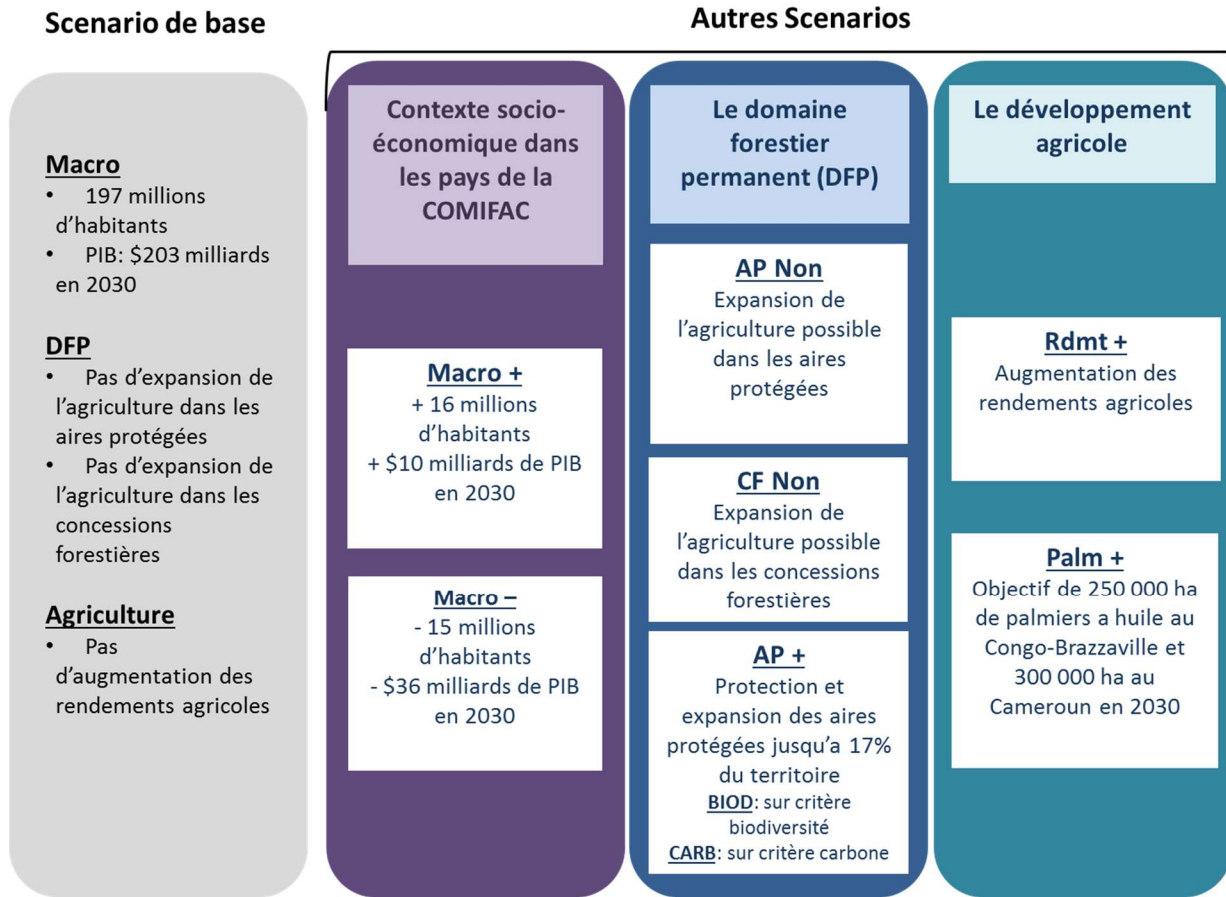 Scenario de base
Macro
• 197 millions
d'habitants
• PIB: $203 milliards
en 2030
DFP
• Pas d'expansion de
l'agriculture dans les
aires protégées
• Pas d'expansion de
l'agriculture dans les
concessions
forestières
Agriculture
• Pas
d'augmentation des
rendements agricoles
Autres Scenarios
Contexte socio-
économique dans
les pays de la
COMIFAC
Macro +
+ 16 millions
d'habitants
+ $10 milliards de PIB
en 2030
Macro –
- 15 millions
d'habitants
- $36 milliards de PIB
en 2030
Le domaine
forestier
permanent (DFP)
AP Non
Expansion de
l'agriculture possible
dans les aires
protégées
CF Non
Expansion de
l'agriculture possible
dans les concessions
forestières
AP +
Protection et
expansion des aires
protégées jusqu'a 17%
du territoire
BIOD: sur critère
biodiversité
CARB: sur critère carbone
Le développement
agricole
Rdmt +
Augmentation des
rendements agricoles
Palm +
Objectif de 250 000 ha
de palmiers a huile au
Congo-Brazzaville et
300 000 ha au
Cameroun en 2030